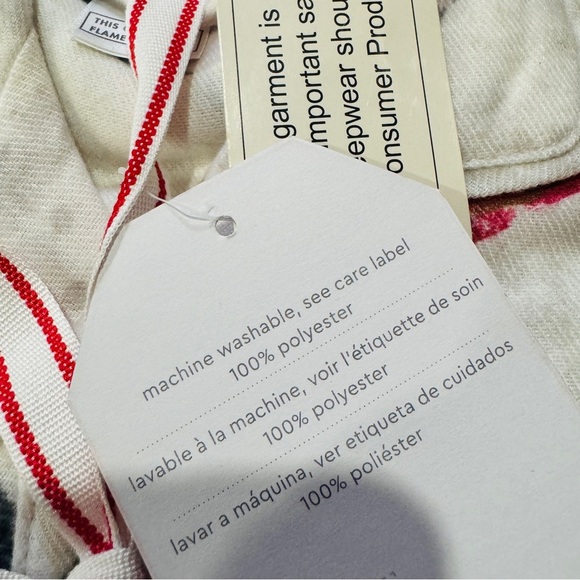 THIS
FLAME
garment is
important sa
epwear shou
onsumer Prod
machine washable, see care label
100% polyester
lavable à la machine, voir l'étiquette de soin
100% polyester
lavar a máquina, ver etiqueta de cuidados
100% poliéster